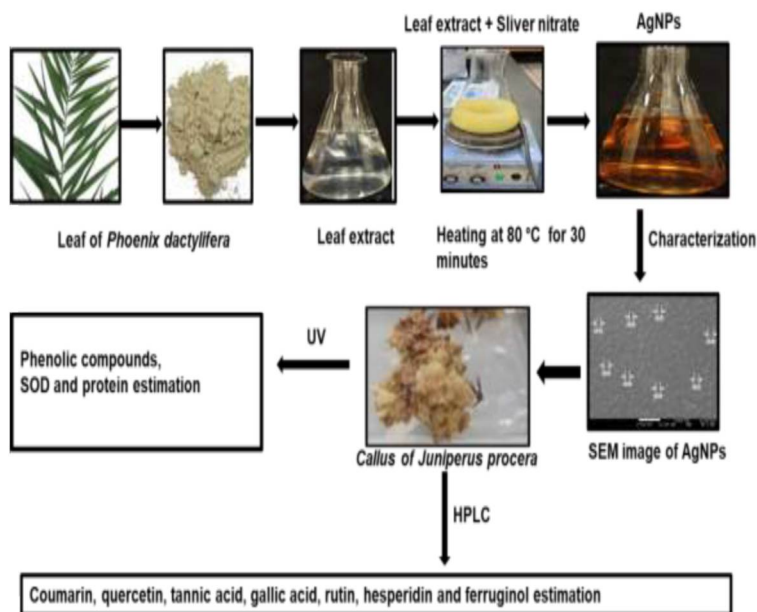 Leaf extract + Sliver nitrate
AgNPs
Leaf of Phoenix dactylifera
Leaf extract
Heating at 80 °C for 30
minutes
Characterization
UV
Phenolic compounds,
SOD and protein estimation
Callus of Juniperus procera
SEM image of AgNPs
HPLC
Coumarin, quercetin, tannic acid, gallic acid, rutin, hesperidin and ferruginol estimation